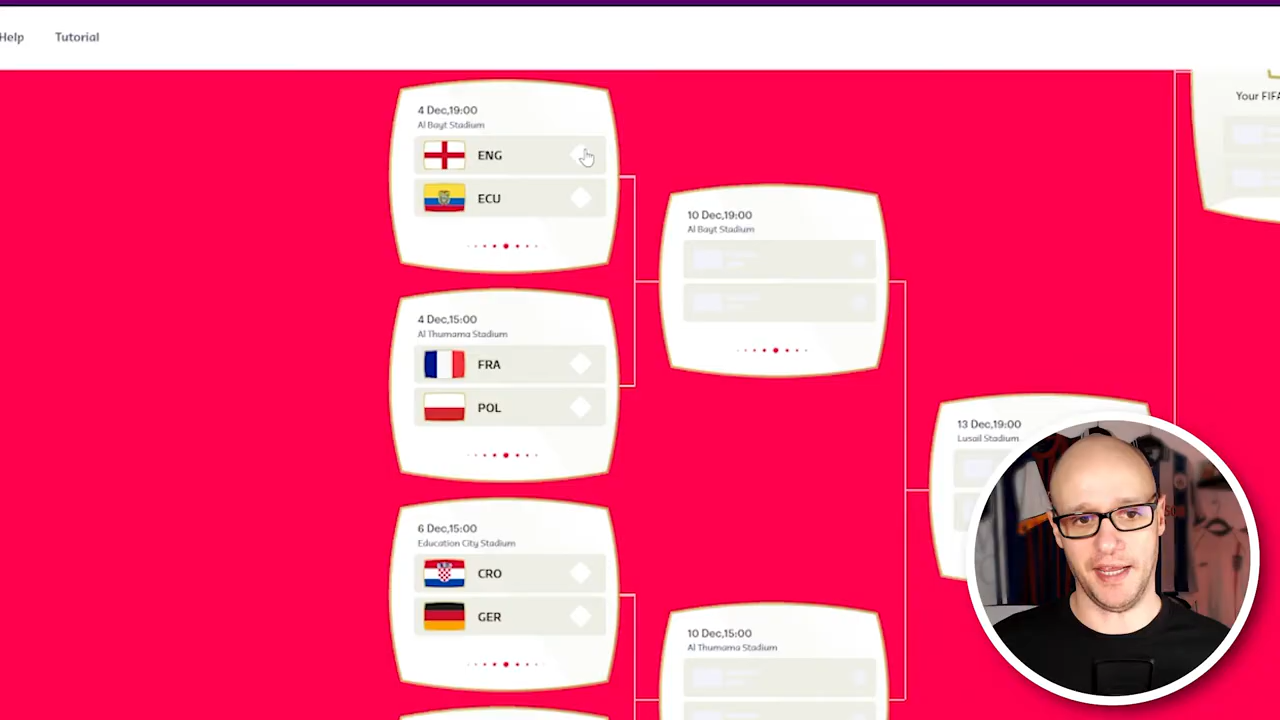 Help
Tutorial
4 Dec,19:00
Al Bayt Stadium
ENG
ECU
4 Dec,15:00
Al Thumama Stadium
FRA
POL
6 Dec,15:00
Education City Stadium
CRO
GER
10 Dec,19:00
Al Bayt Stadium
10 Dec,15:00
Al Thumama Stadium
13 Dec,19:00
Lusail Stadium
Your FIFA